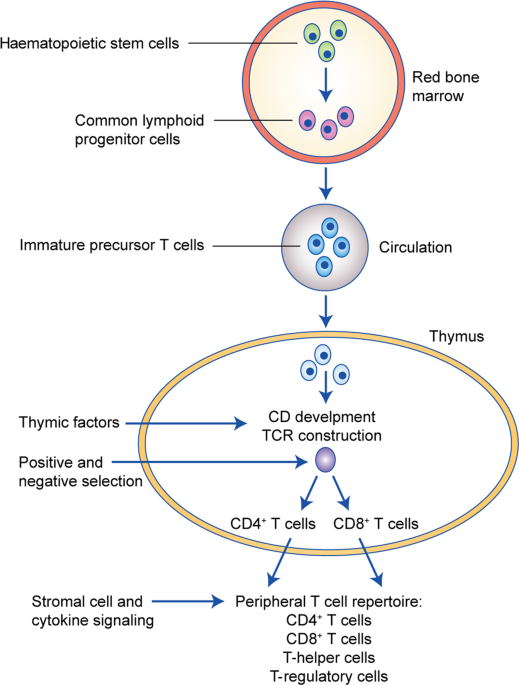 Haematopoietic stem cells
Red bone
marrow
Common lymphoid
progenitor cells
Immature precursor T cells
Circulation
Thymus
Thymic factors
CD develpment
TCR construction
Positive and
negative selection
CD4⁺ T cells
CD8⁺ T cells
Stromal cell and
cytokine signaling
Peripheral T cell repertoire:
CD4⁺ T cells
CD8⁺ T cells
T-helper cells
T-regulatory cells